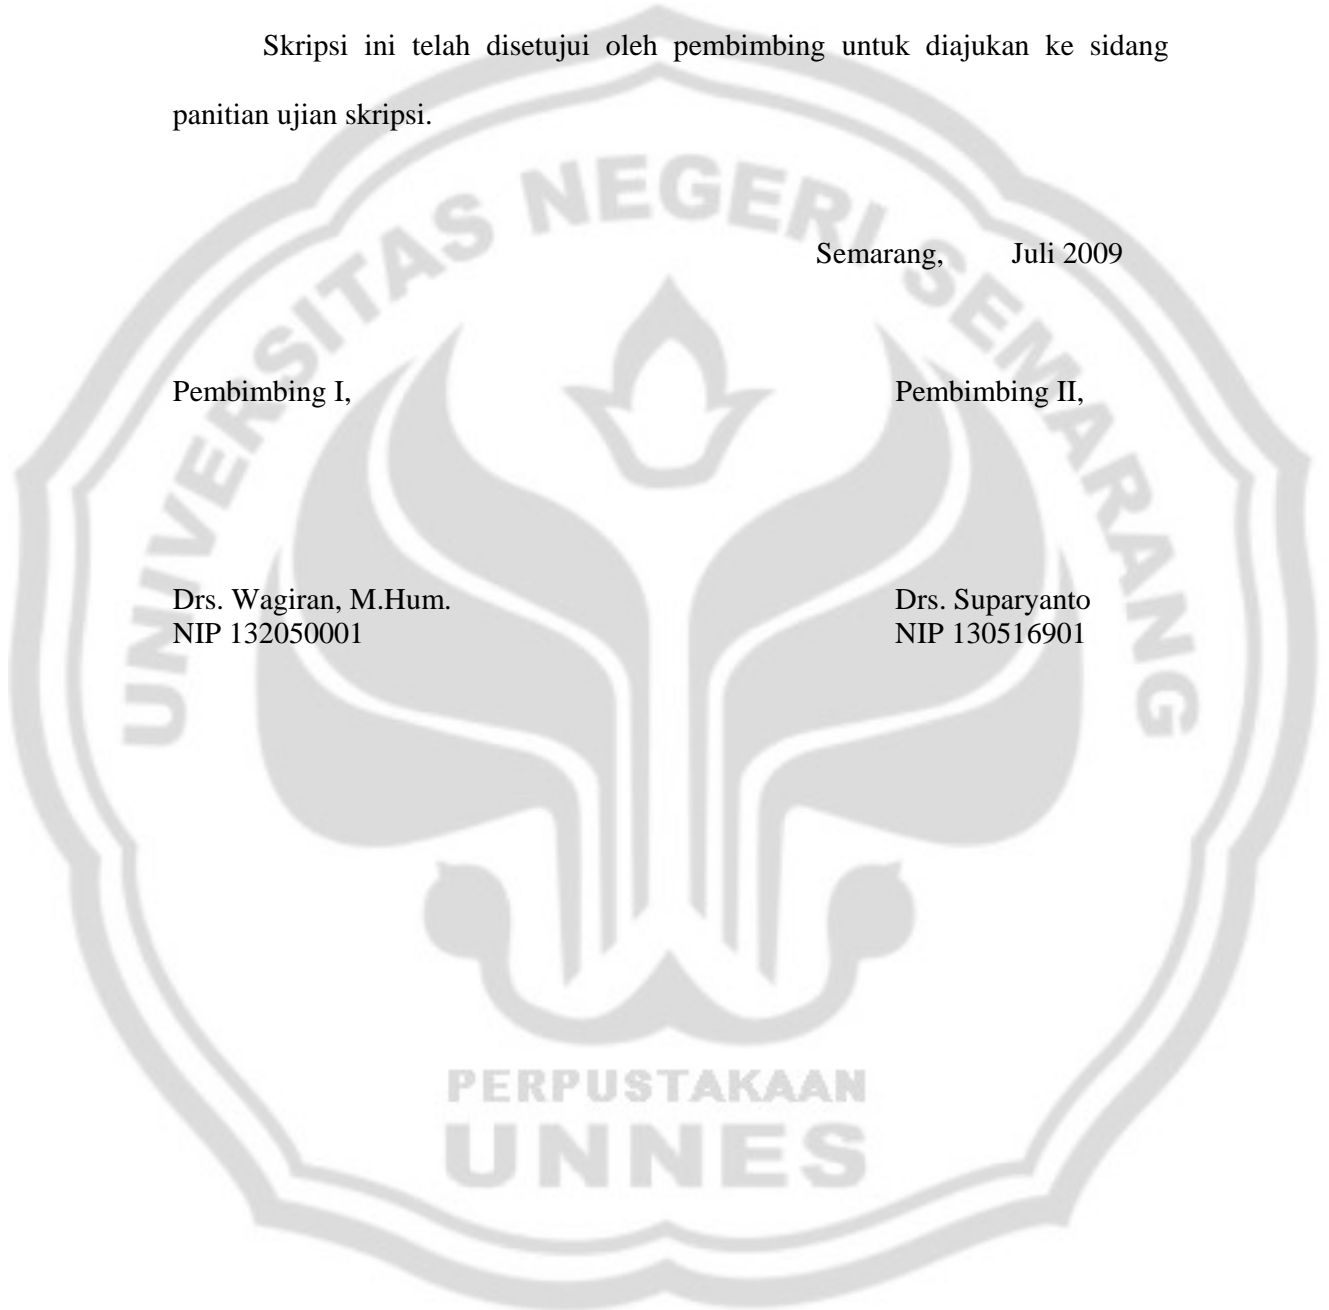 Skripsi ini telah disetujui oleh pembimbing untuk diajukan ke sidang
panitian ujian skripsi.
UNIVERSITAS NEGERI SEMARANG
Semarang, Juli 2009
Pembimbing I, Pembimbing II,
Drs. Wagiran, M.Hum. Drs. Suparyanto
NIP 132050001 NIP 130516901
PERPUSTAKAAN
UNNES